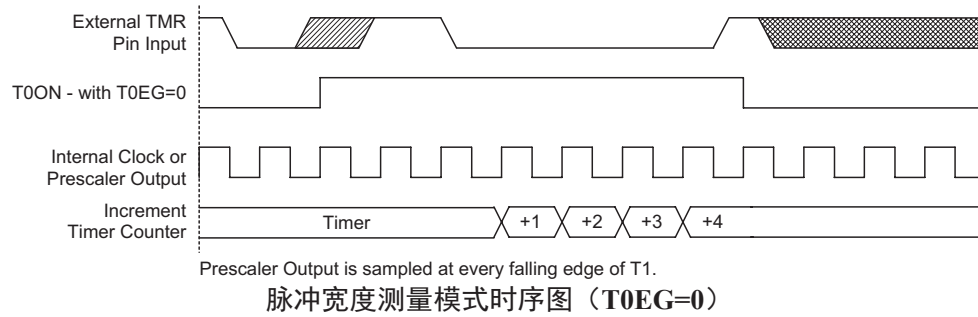 External TMR
Pin Input
T0ON - with T0EG=0
Internal Clock or
Prescaler Output
Increment
Timer Counter
Timer
+1
+2
+3
+4
Prescaler Output is sampled at every falling edge of T1.
脉冲宽度测量模式时序图（T0EG=0）